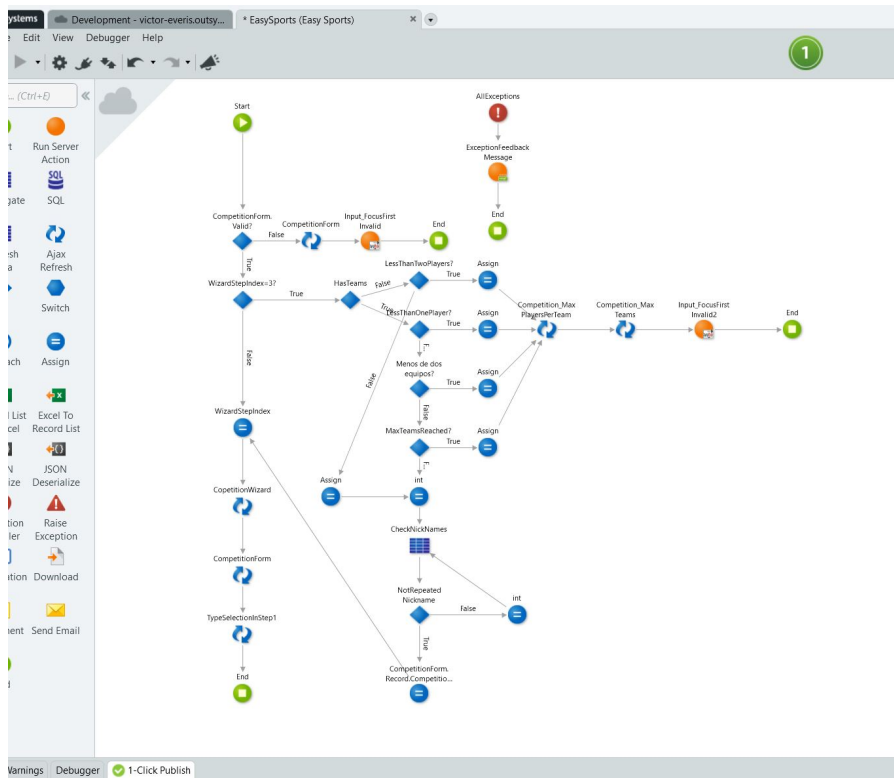 Development - victor-everis.outsy...
* EasySports (Easy Sports)
Edit View Debugger Help
1
... (Ctrl+E)
Run Server
Action
SQL
Ajax
Refresh
Switch
Assign
Excel To
Record List
JSON
Deserialize
Raise
Exception
Download
Send Email
Start
CompetitionForm.
Valid?
False
CompetitionForm
Input_FocusFirst
Invalid
End
True
WizardStepIndex=3?
True
HasTeams
False
True
LessThanTwoPlayers?
True
Assign
LessThanOnePlayer?
True
Assign
F...
Competition_Max
PlayersPerTeam
Competition_Max
Teams
Input_FocusFirst
Invalid2
End
False
False
Menos de dos
equipos?
True
Assign
False
MaxTeamsReached?
True
Assign
F...
WizardStepIndex
Assign
int
CopetitionWizard
CheckNickNames
CompetitionForm
NotRepeated
Nickname
False
int
True
TypeSelectionInStep1
CompetitionForm.
Record.Competitio...
End
AllExceptions
ExceptionFeedback
Message
End
Debugger
1-Click Publish